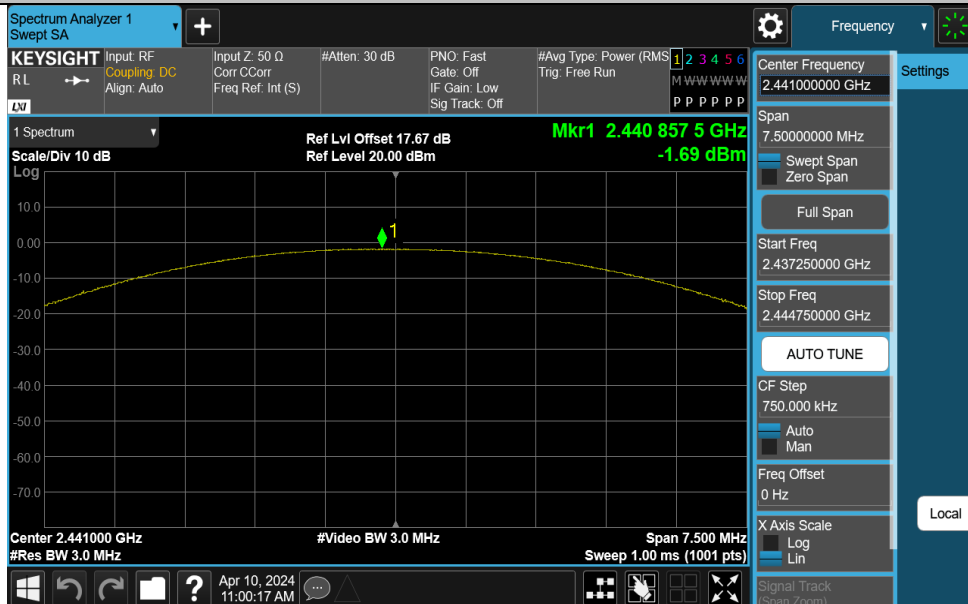 Spectrum Analyzer 1
Swept SA
+
Frequency
KEYSIGHT
RL
LXI
Input: RF
Coupling: DC
Align: Auto
Input Z: 50 Ω
Corr CCorr
Freq Ref: Int (S)
#Atten: 30 dB
PNO: Fast
Gate: Off
IF Gain: Low
Sig Track: Off
#Avg Type: Power (RMS
Trig: Free Run
1 2 3 4 5 6
M W W W W W
P P P P P P
Center Frequency
2.441000000 GHz
Settings
Span
7.50000000 MHz
Swept Span
Zero Span
Full Span
Start Freq
2.437250000 GHz
Stop Freq
2.444750000 GHz
AUTO TUNE
CF Step
750.000 kHz
Auto
Man
Freq Offset
0 Hz
X Axis Scale
Log
Lin
Signal Track
(Span Zoom)
Local
1 Spectrum
Scale/Div 10 dB
Log
Ref Lvl Offset 17.67 dB
Ref Level 20.00 dBm
Mkr1 2.440 857 5 GHz
-1.69 dBm
10.0
0.00
-10.0
-20.0
-30.0
-40.0
-50.0
-60.0
-70.0
1
Center 2.441000 GHz
#Video BW 3.0 MHz
Span 7.500 MHz
#Res BW 3.0 MHz
Sweep 1.00 ms (1001 pts)
?
Apr 10, 2024
11:00:17 AM